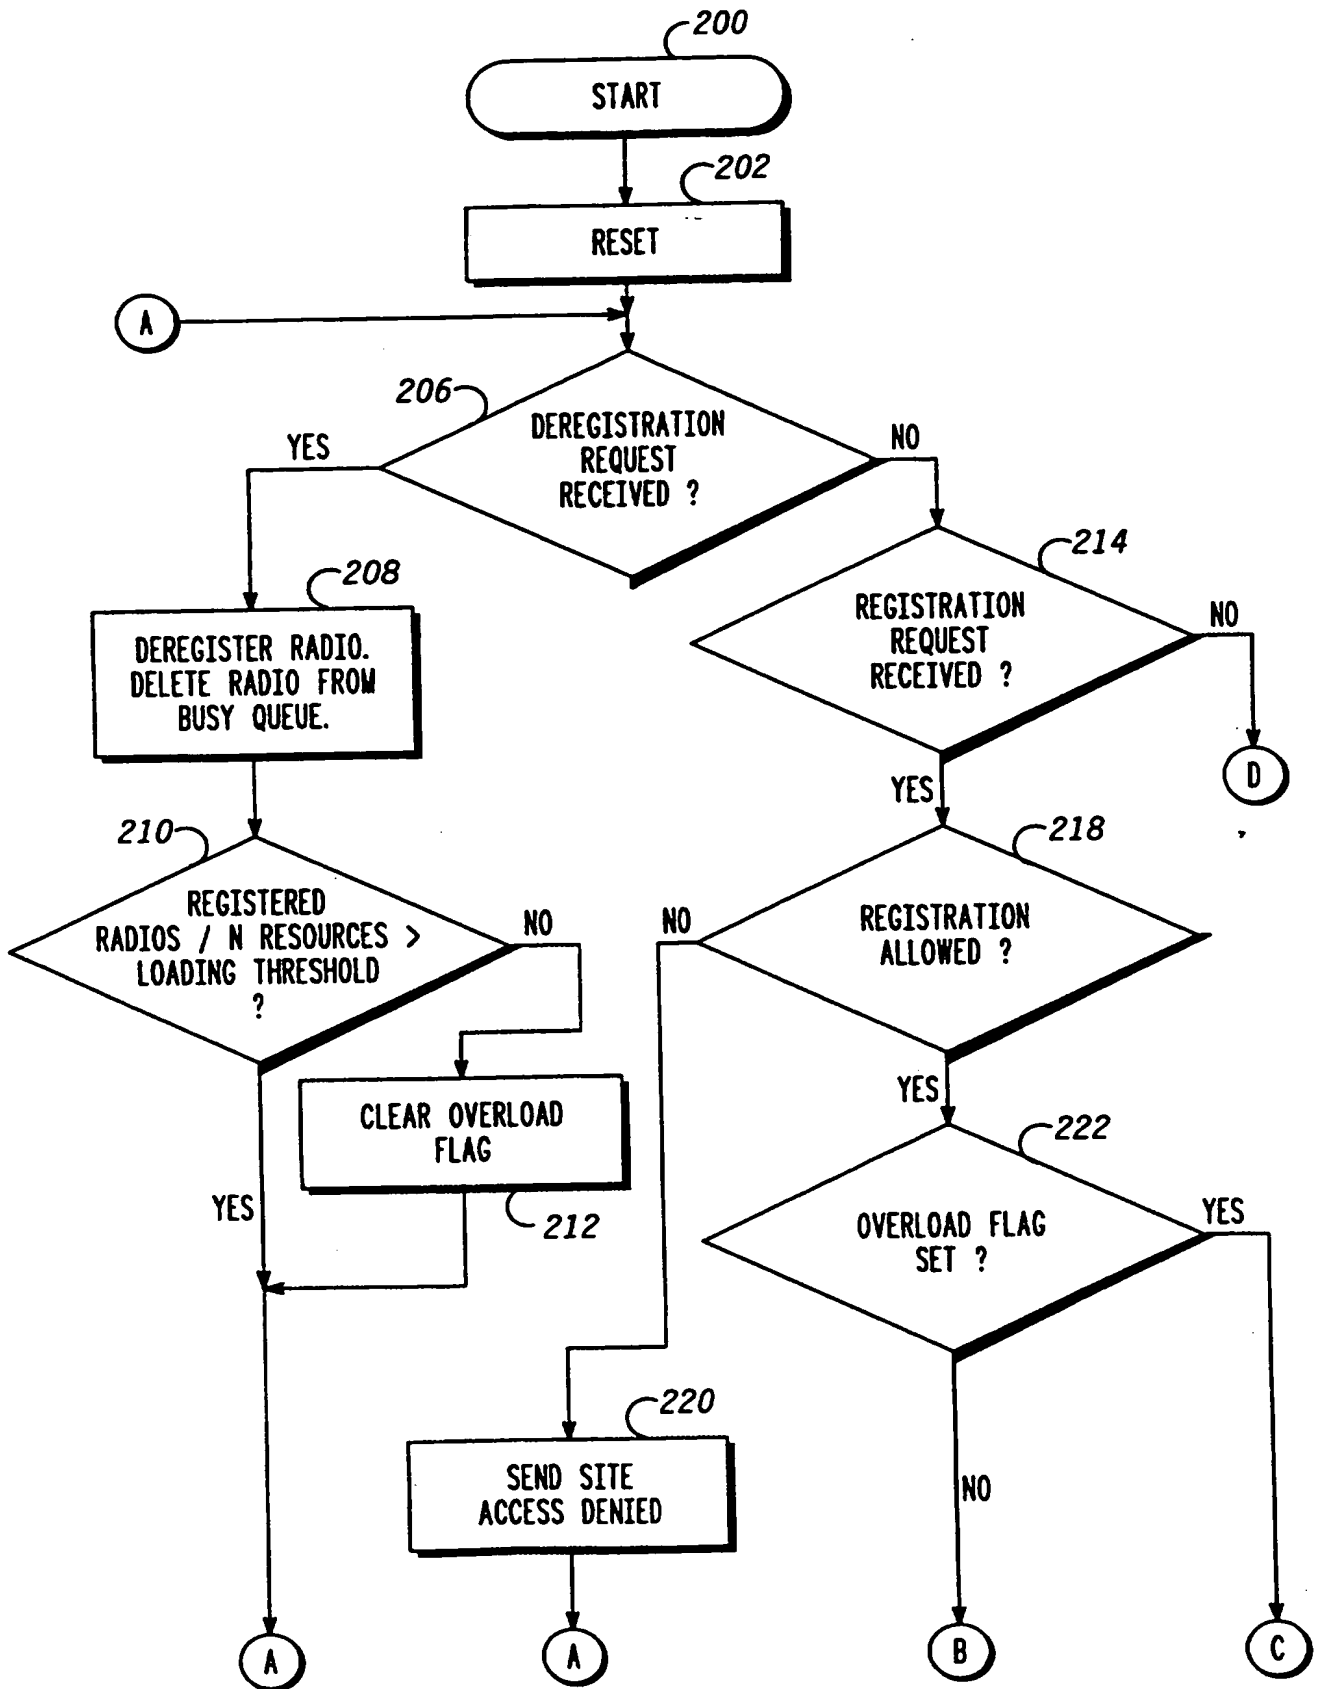 200
START
202
RESET
A
206
DEREGISTRATION
REQUEST
RECEIVED ?
YES
NO
208
DEREGISTER RADIO.
DELETE RADIO FROM
BUSY QUEUE.
214
REGISTRATION
REQUEST
RECEIVED ?
NO
D
YES
210
REGISTERED
RADIOS / N RESOURCES >
LOADING THRESHOLD
?
NO
218
REGISTRATION
ALLOWED ?
NO
YES
CLEAR OVERLOAD
FLAG
212
YES
222
OVERLOAD FLAG
SET ?
YES
NO
220
SEND SITE
ACCESS DENIED
A
A
B
C